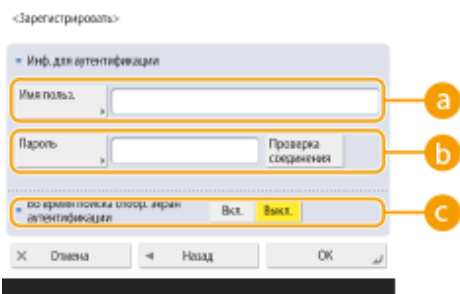 <Зарегистрировать>
Инф. для аутентификации
Имя польз.
a
Пароль
Проверка
соединения
b
Во время поиска отобр. экран
аутентификации
Вкл.
Выкл.
c
Отмена
Назад
OK